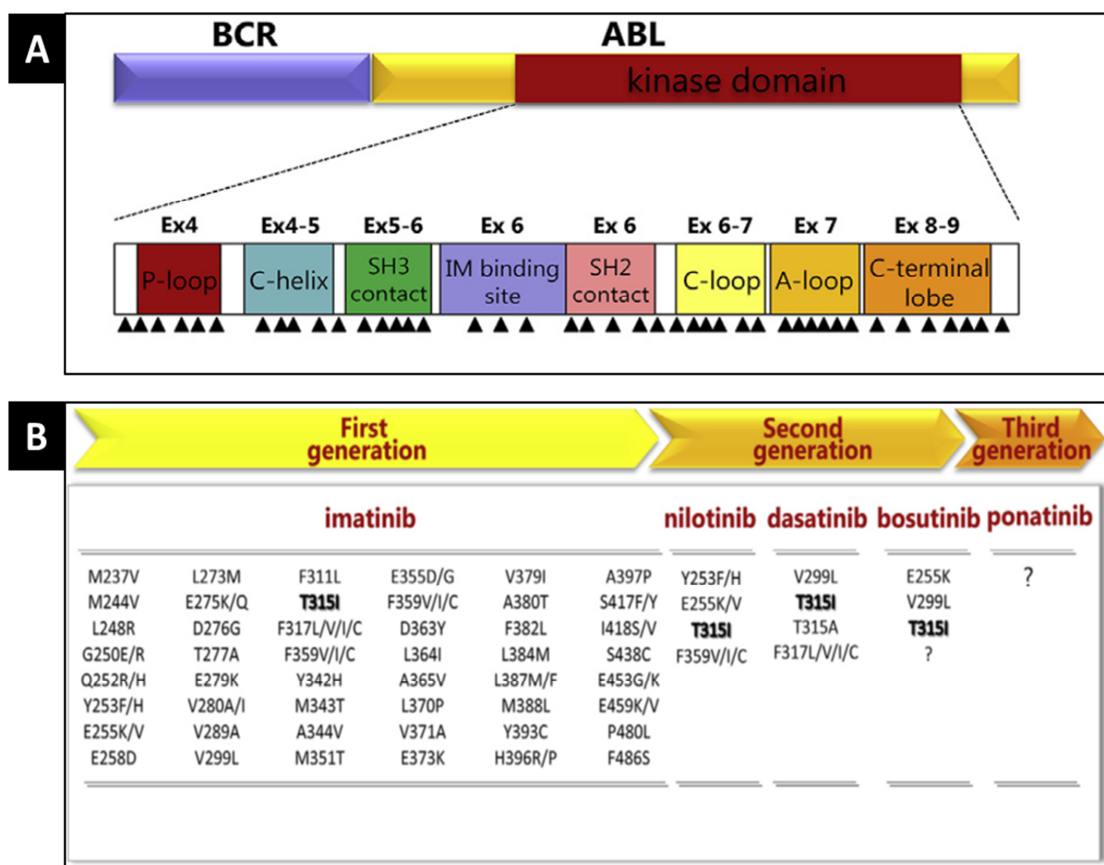 A
BCR ABL
kinase domain
Ex4 Ex4-5 Ex5-6 Ex 6 Ex 6 Ex 6-7 Ex 7 Ex 8-9
P-loop C-helix SH3 contact IM binding site SH2 contact C-loop A-loop C-terminal lobe
B
First generation Second generation Third generation
imatinib nilotinib dasatinib bosutinib ponatinib
M237V L273M F311L E355D/G V379I A397P Y253F/H V299L E255K ?
M244V E275K/Q T315I F359V/I/C A380T S417F/Y E255K/V T315I V299L
L248R D276G F317L/V/I/C D363Y F382L I418S/V T315I T315A T315I
G250E/R T277A F359V/I/C L364I L384M S438C F359V/I/C F317L/V/I/C ?
Q252R/H E279K Y342H A365V L387M/F E453G/K
Y253F/H V280A/I M343T L370P M388L E459K/V
E255K/V V289A A344V V371A Y393C P480L
E258D V299L M351T E373K H396R/P F486S